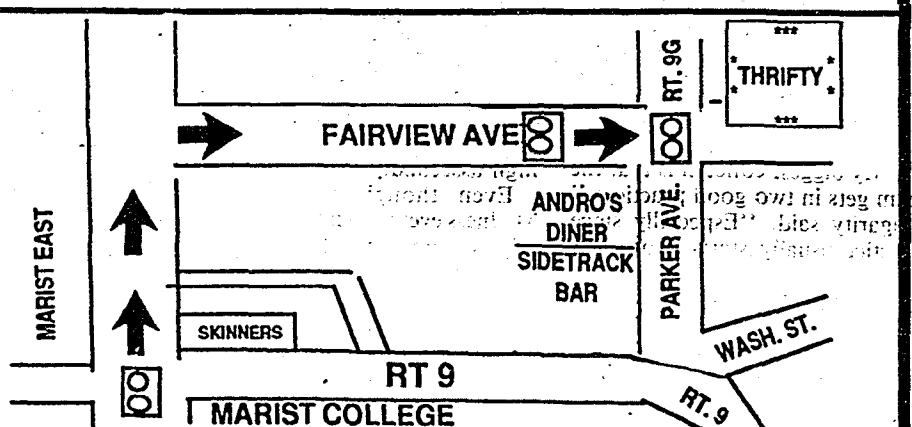 RT. 9G
***
* THRIFTY *
* *
***
FAIRVIEW AVE
ANDRO'S
DINER
SIDETRACK
BAR
PARKER AVE.
MARIST EAST
SKINNERS
WASH. ST.
RT 9
RT. 9
MARIST COLLEGE